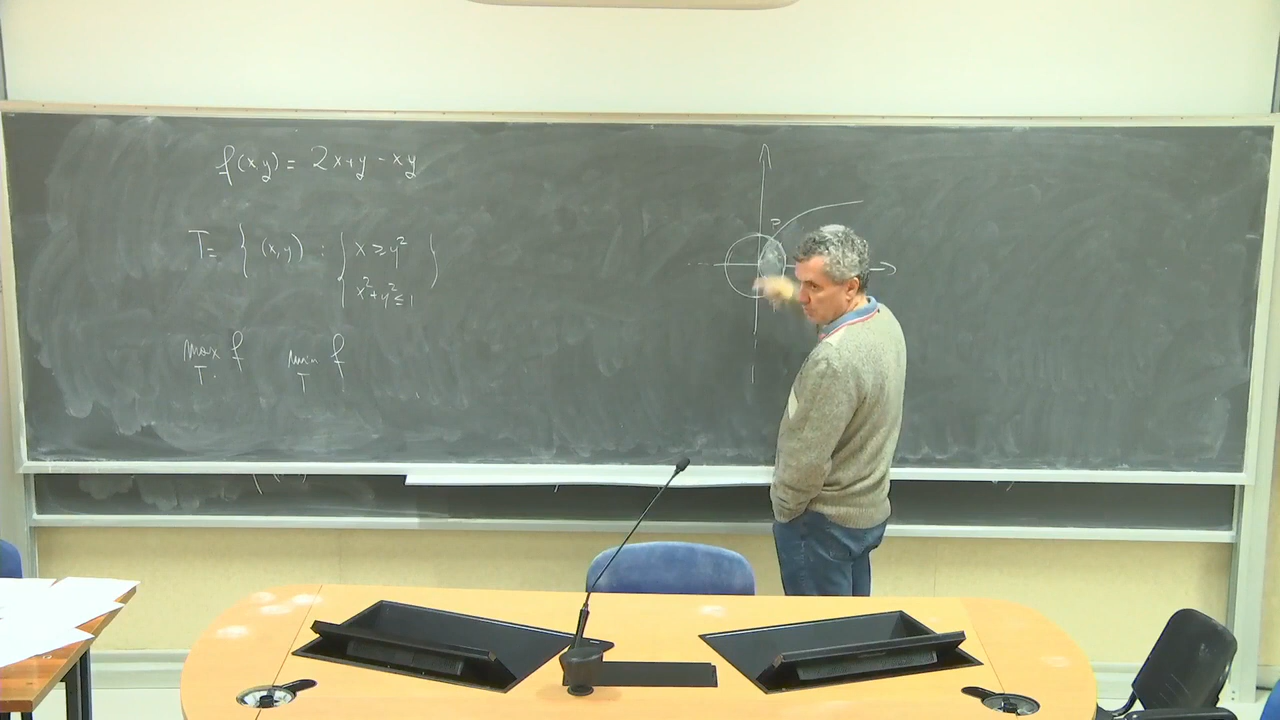 f(x,y) = 2x+y - xy
T = { (x,y) : { x ≥ y²
x²+y² ≤ 1 }
max f min f
T T
P